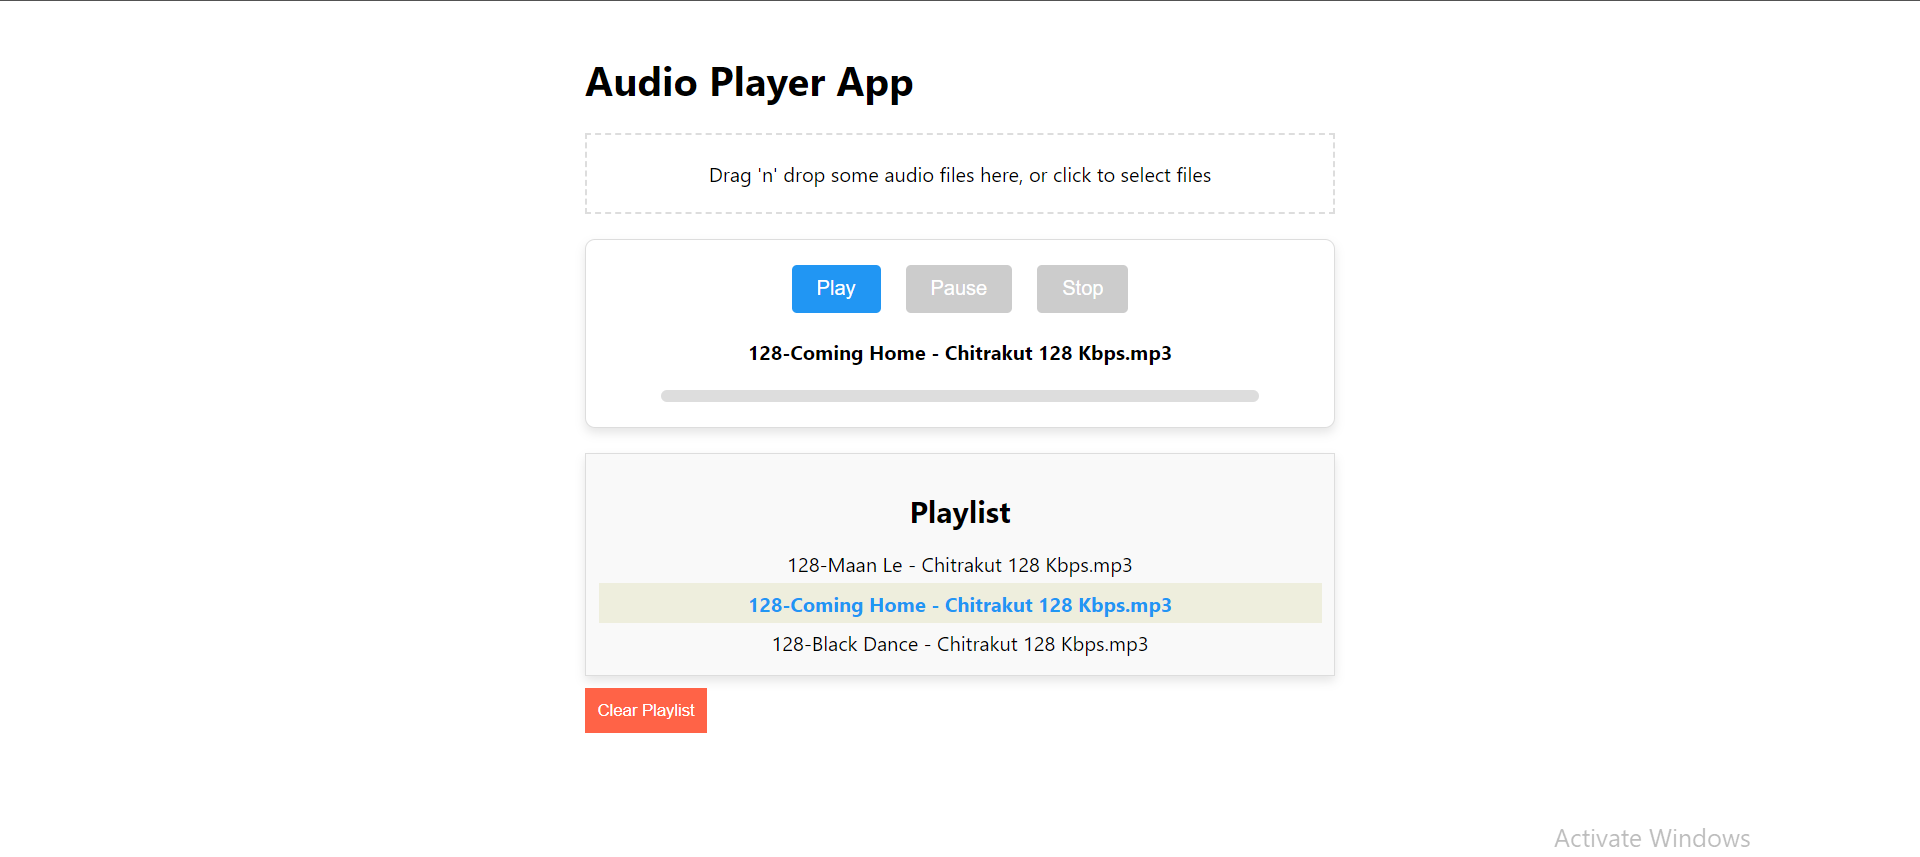 Audio Player App
Drag 'n' drop some audio files here, or click to select files
Play Pause Stop
128-Coming Home - Chitrakut 128 Kbps.mp3
Playlist
128-Maan Le - Chitrakut 128 Kbps.mp3
128-Coming Home - Chitrakut 128 Kbps.mp3
128-Black Dance - Chitrakut 128 Kbps.mp3
Clear Playlist
Activate Windows